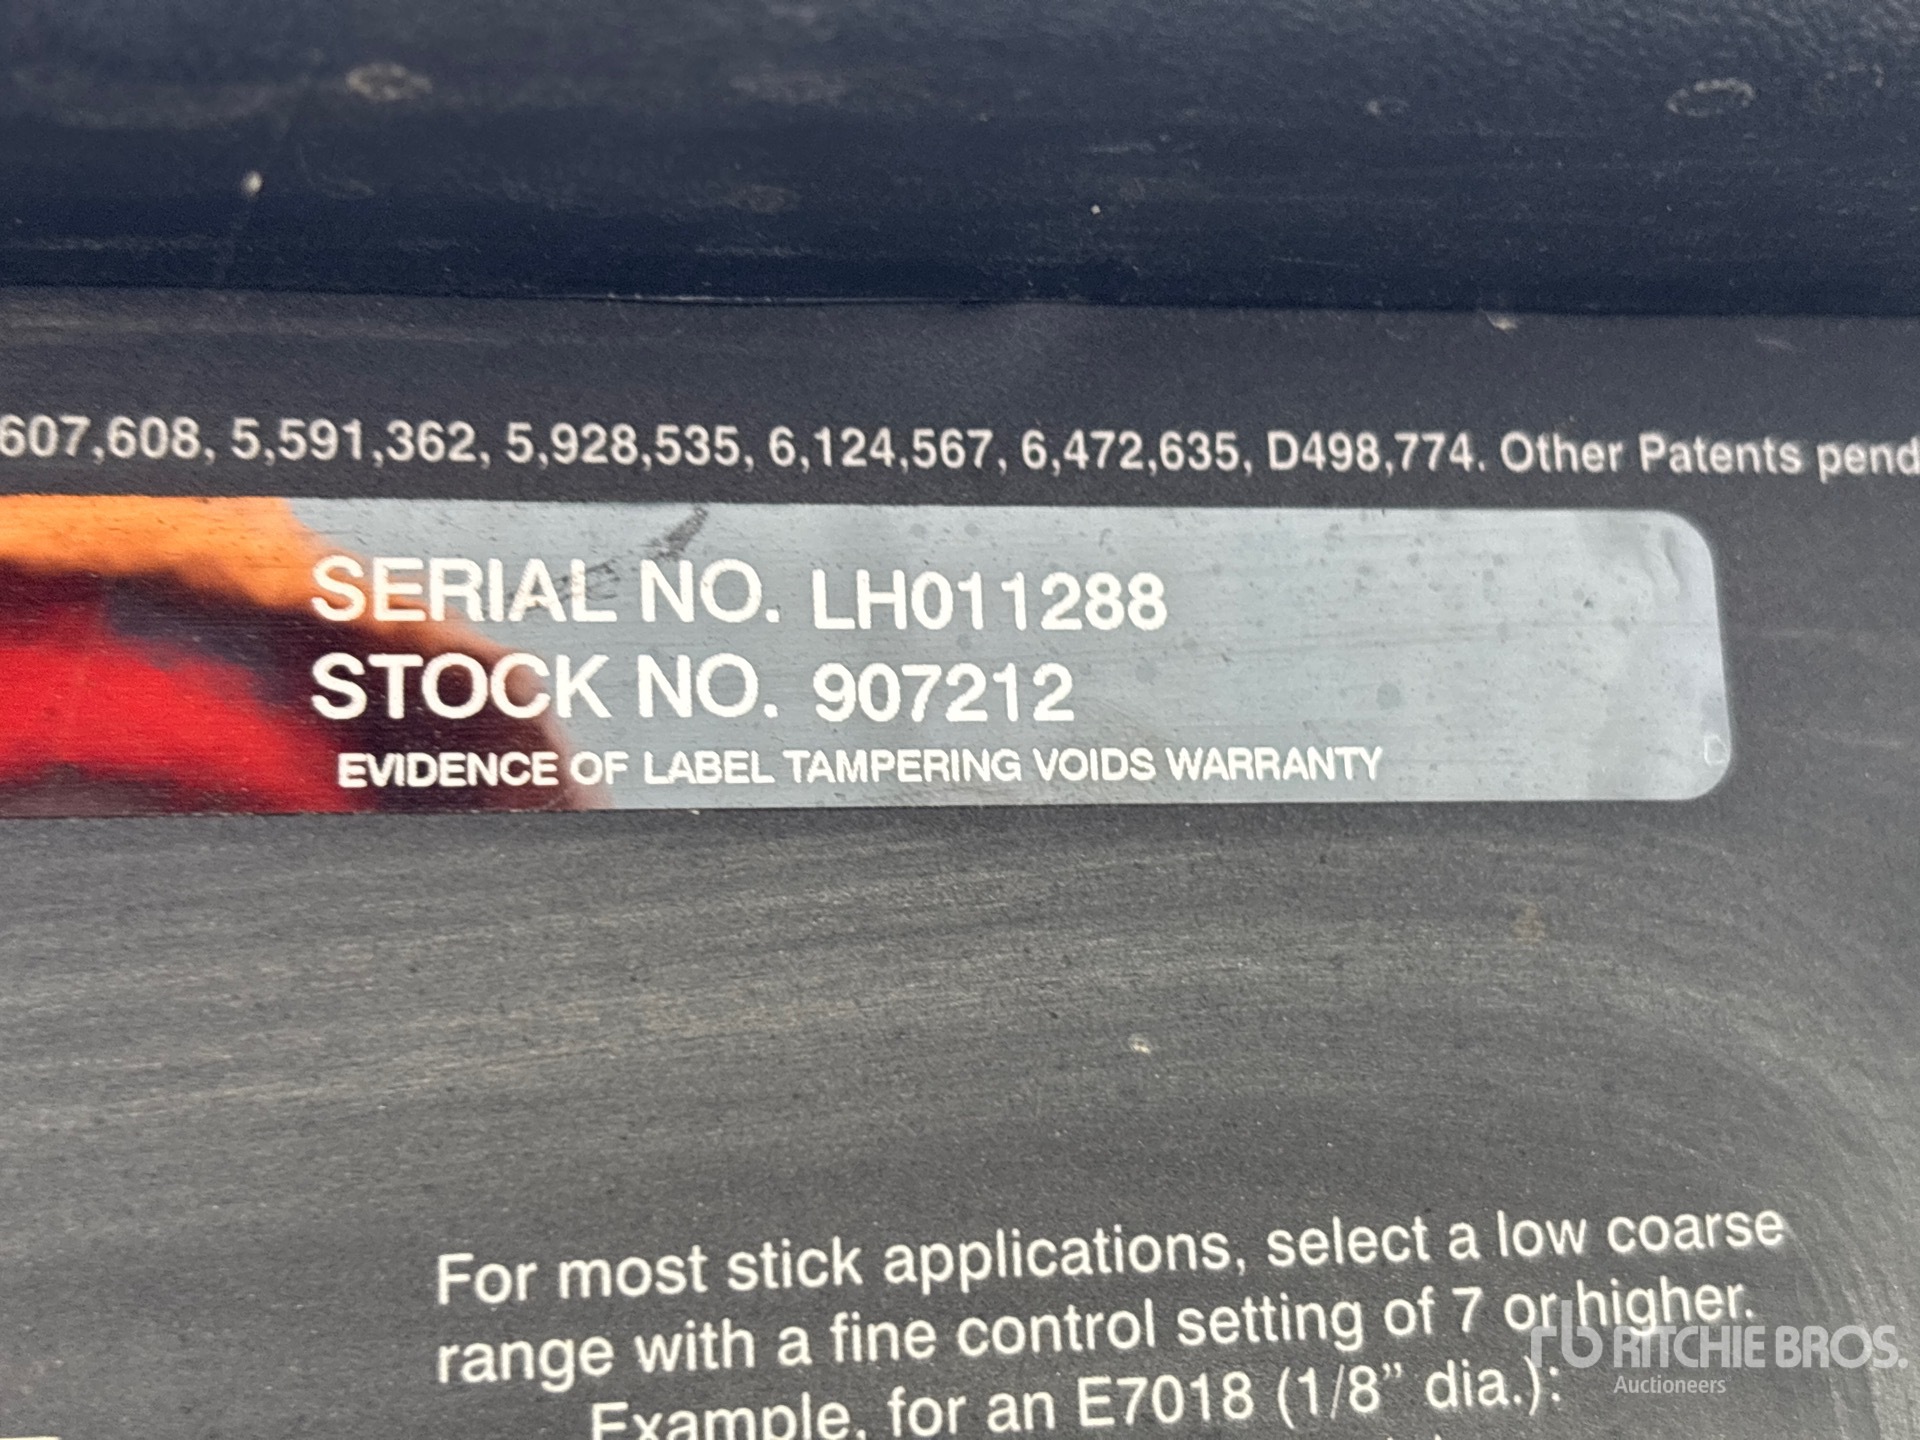 607,608, 5,591,362, 5,928,535, 6,124,567, 6,472,635, D498,774. Other Patents pend
SERIAL NO. LH011288
STOCK NO. 907212
EVIDENCE OF LABEL TAMPERING VOIDS WARRANTY
For most stick applications, select a low coarse
range with a fine control setting of 7 or higher.
Example, for an E7018 (1/8” dia.):
rb RITCHIE BROS.
Auctioneers